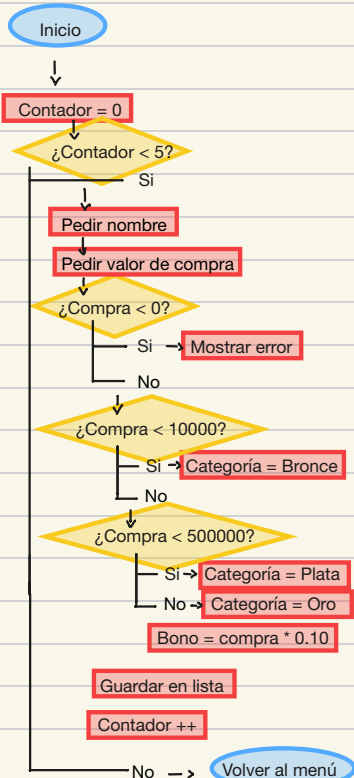 Inicio
Contador = 0
¿Contador < 5?
Si
Pedir nombre
Pedir valor de compra
¿Compra < 0?
Si
Mostrar error
No
¿Compra < 10000?
Si
Categoría = Bronce
No
¿Compra < 500000?
Si
Categoría = Plata
No
Categoría = Oro
Bono = compra * 0.10
Guardar en lista
Contador ++
No
Volver al menú